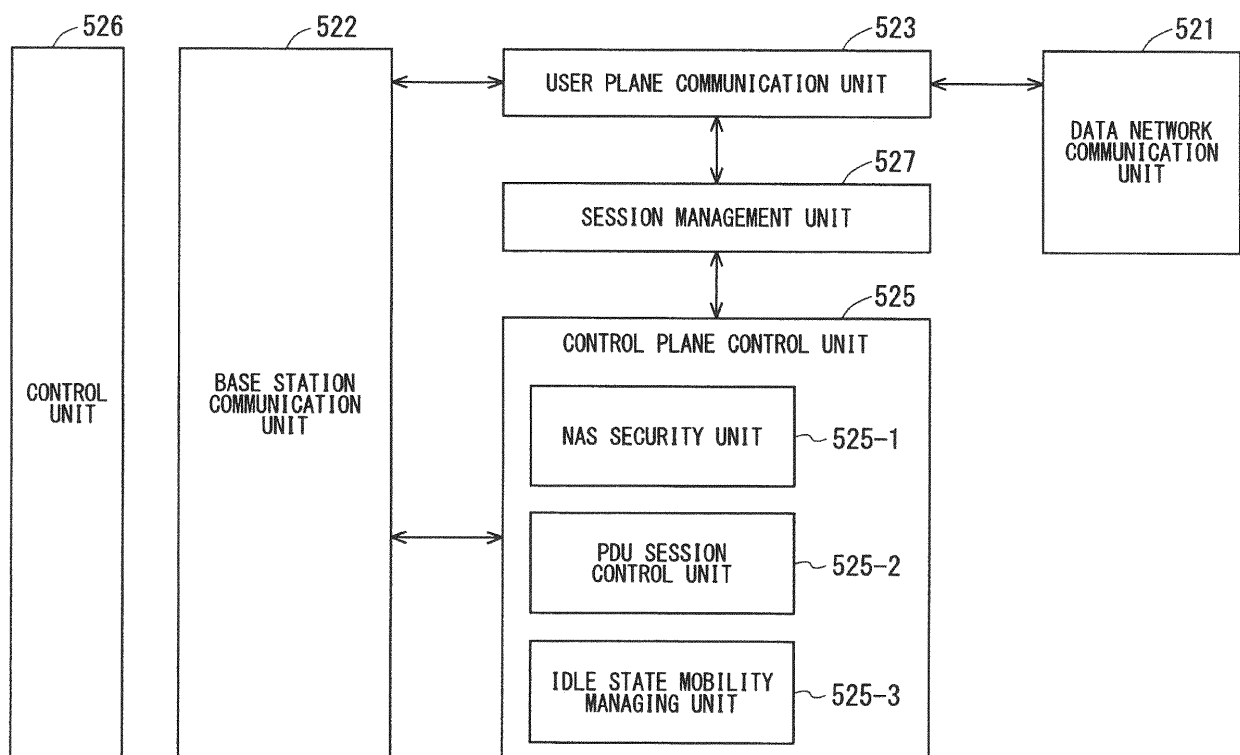 526
522
523
521
USER PLANE COMMUNICATION UNIT
DATA NETWORK
COMMUNICATION
UNIT
527
SESSION MANAGEMENT UNIT
525
CONTROL PLANE CONTROL UNIT
CONTROL
UNIT
BASE STATION
COMMUNICATION
UNIT
NAS SECURITY UNIT
525-1
PDU SESSION
CONTROL UNIT
525-2
IDLE STATE MOBILITY
MANAGING UNIT
525-3